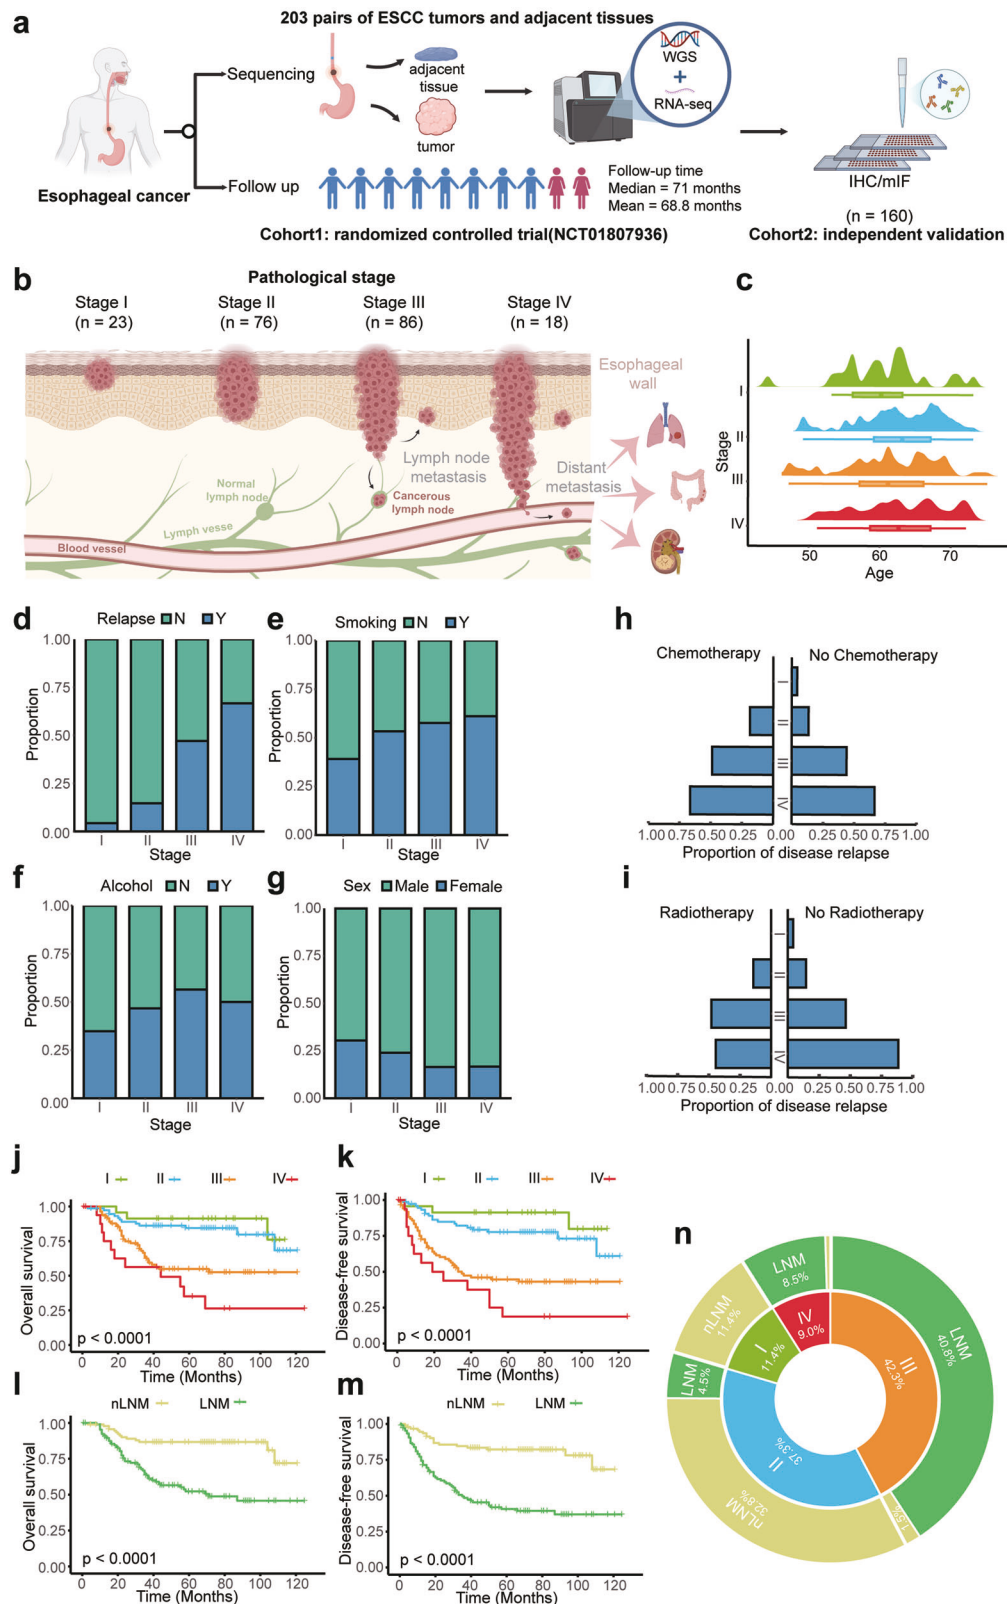 a
203 pairs of ESCC tumors and adjacent tissues
Sequencing
adjacent
tissue
tumor
WGS
+
RNA-seq
Esophageal cancer
Follow up
Follow-up time
Median = 71 months
Mean = 68.8 months
IHC/mIF
(n = 160)
Cohort1: randomized controlled trial(NCT01807936)
Cohort2: independent validation
b
Pathological stage
Stage I
(n = 23)
Stage II
(n = 76)
Stage III
(n = 86)
Stage IV
(n = 18)
Esophageal
wall
Lymph node
metastasis
Distant
metastasis
Normal
lymph node
Cancerous
lymph node
Lymph vesse
Blood vessel
c
Stage
I
II
III
IV
50 60 70
Age
d
Relapse N Y
Proportion
1.00
0.75
0.50
0.25
0.00
I II III IV
Stage
e
Smoking N Y
Proportion
1.00
0.75
0.50
0.25
0.00
I II III IV
Stage
f
Alcohol N Y
Proportion
1.00
0.75
0.50
0.25
0.00
I II III IV
Stage
g
Sex Male Female
Proportion
1.00
0.75
0.50
0.25
0.00
I II III IV
Stage
h
Chemotherapy No Chemotherapy
I
II
III
IV
1.00 0.75 0.50 0.25 0.00 0.25 0.50 0.75 1.00
Proportion of disease relapse
i
Radiotherapy No Radiotherapy
I
II
III
IV
1.00 0.75 0.50 0.25 0.00 0.25 0.50 0.75 1.00
Proportion of disease relapse
j
I II III IV
Overall survival
1.00
0.75
0.50
0.25
0.00
p < 0.0001
0 20 40 60 80 100 120
Time (Months)
k
I II III IV
Disease-free survival
1.00
0.75
0.50
0.25
0.00
p < 0.0001
0 20 40 60 80 100 120
Time (Months)
l
nLNM LNM
Overall survival
1.00
0.75
0.50
0.25
0.00
p < 0.0001
0 20 40 60 80 100 120
Time (Months)
m
nLNM LNM
Disease-free survival
1.00
0.75
0.50
0.25
0.00
p < 0.0001
0 20 40 60 80 100 120
Time (Months)
n
LNM
8.5%
nLNM
11.4%
LNM
4.5%
nLNM
32.8%
1.5%
LNM
40.8%
IV
9.0%
I
11.4%
II
37.3%
III
42.3%